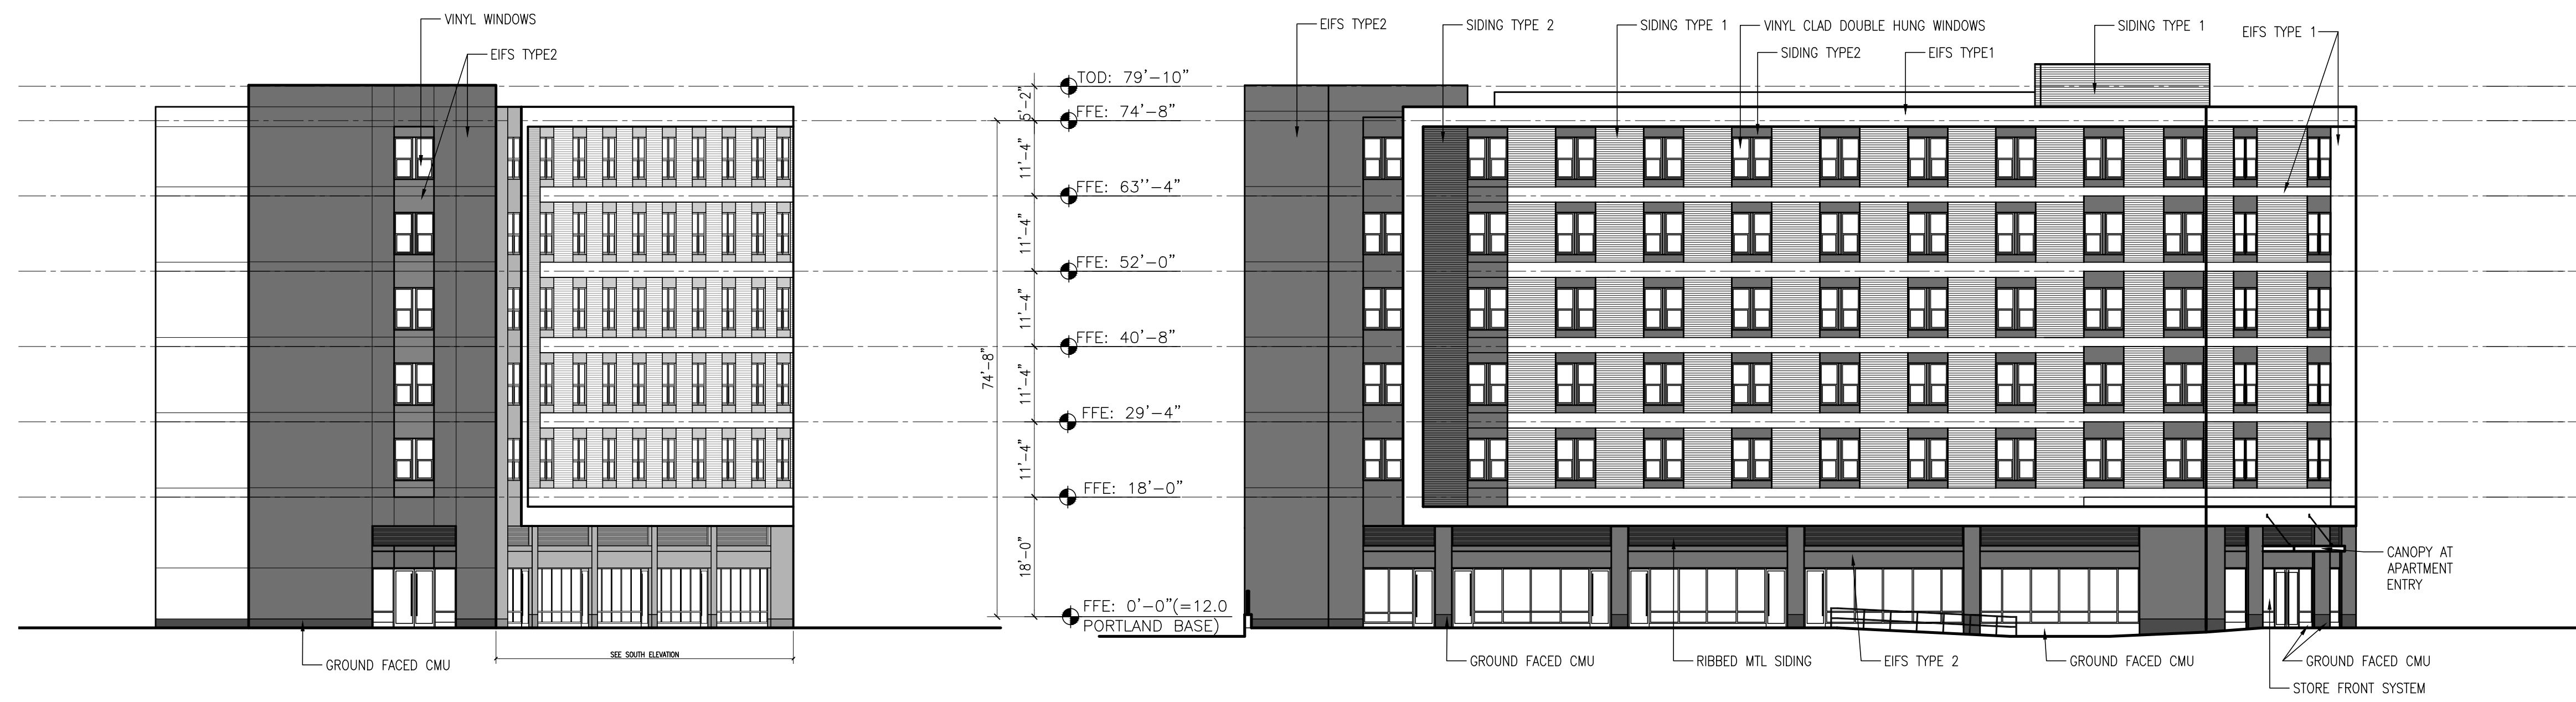 VINYL WINDOWS
EIFS TYPE2
EIFS TYPE2
SIDING TYPE 2
SIDING TYPE 1
VINYL CLAD DOUBLE HUNG WINDOWS
SIDING TYPE2
EIFS TYPE1
SIDING TYPE 1
EIFS TYPE 1
TOD: 79'-10"
5'-2"
FFE: 74'-8"
11'-4"
FFE: 63''-4"
11'-4"
FFE: 52'-0"
11'-4"
FFE: 40'-8"
74'-8"
11'-4"
FFE: 29'-4"
11'-4"
FFE: 18'-0"
18'-0"
FFE: 0'-0"(=12.0
PORTLAND BASE)
CANOPY AT
APARTMENT
ENTRY
SEE SOUTH ELEVATION
GROUND FACED CMU
GROUND FACED CMU
RIBBED MTL SIDING
EIFS TYPE 2
GROUND FACED CMU
GROUND FACED CMU
STORE FRONT SYSTEM